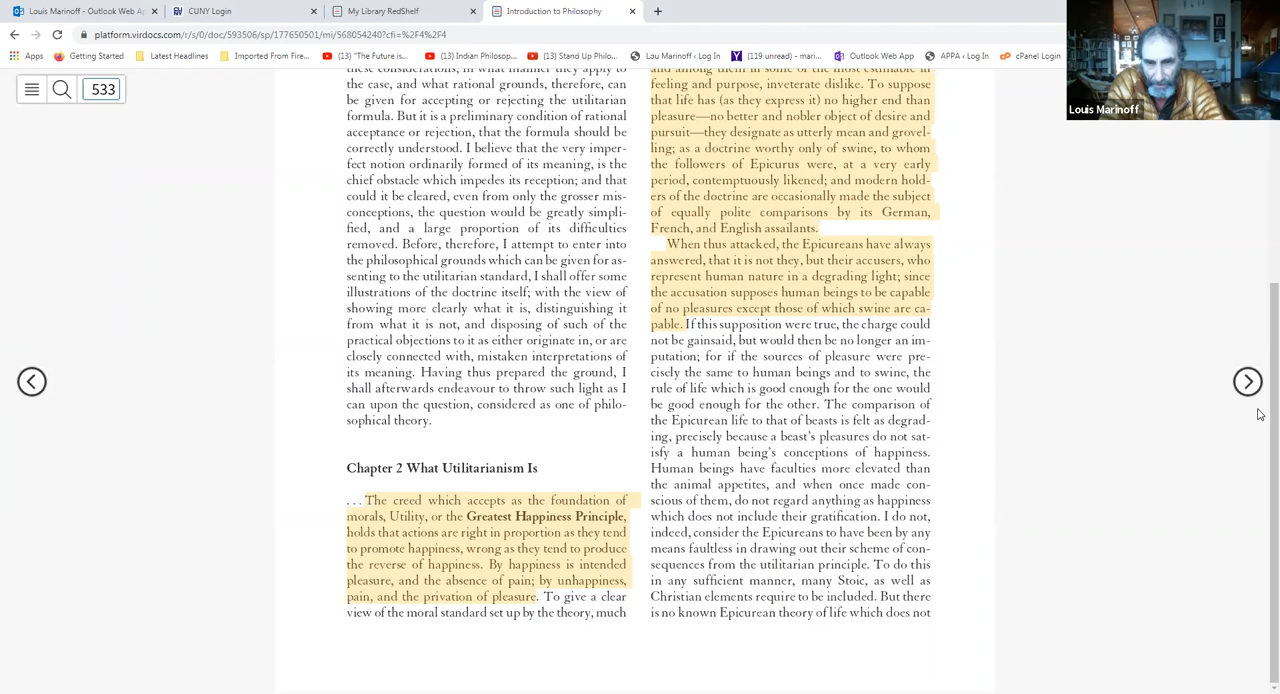 Louis Marinoff - Outlook Web Ap
CUNY Login
My Library RedShelf
Introduction to Philosophy
platform.virdocs.com/r/s/0/doc/593506/sp/177650501/mi/568054240?cfi=%2F4%2F4
Apps
Getting Started
Latest Headlines
Imported From Fire...
(13) "The Future is...
(13) "Indian Philosop...
(13) "Stand Up Philo...
Lou Marinoff ‹ Log In
[119 unread] - mari...
Outlook Web App
APPA ‹ Log In
cPanel Login
533
Louis Marinoff
these considerations, in what manner they apply to
the case, and what rational grounds, therefore, can
be given for accepting or rejecting the utilitarian
formula. But it is a preliminary condition of rational
acceptance or rejection, that the formula should be
correctly understood. I believe that the very imper-
fect notion ordinarily formed of its meaning, is the
chief obstacle which impedes its reception; and that
could it be cleared, even from only the grosser mis-
conceptions, the question would be greatly simpli-
fied, and a large proportion of its difficulties
removed. Before, therefore, I attempt to enter into
the philosophical grounds which can be given for as-
senting to the utilitarian standard, I shall offer some
illustrations of the doctrine itself; with the view of
showing more clearly what it is, distinguishing it
from what it is not, and disposing of such of the
practical objections to it as either originate in, or are
closely connected with, mistaken interpretations of
its meaning. Having thus prepared the ground, I
shall afterwards endeavour to throw such light as I
can upon the question, considered as one of philo-
sophical theory.
Chapter 2 What Utilitarianism Is
. . . The creed which accepts as the foundation of
morals, Utility, or the Greatest Happiness Principle,
holds that actions are right in proportion as they tend
to promote happiness, wrong as they tend to produce
the reverse of happiness. By happiness is intended
pleasure, and the absence of pain; by unhappiness,
pain, and the privation of pleasure. To give a clear
view of the moral standard set up by the theory, much
and among them in some of the most estimable in
feeling and purpose, inveterate dislike. To suppose
that life has (as they express it) no higher end than
pleasure—no better and nobler object of desire and
pursuit—they designate as utterly mean and grovel-
ling; as a doctrine worthy only of swine, to whom
the followers of Epicurus were, at a very early
period, contemptuously likened; and modern hold-
ers of the doctrine are occasionally made the subject
of equally polite comparisons by its German,
French, and English assailants.
When thus attacked, the Epicureans have always
answered, that it is not they, but their accusers, who
represent human nature in a degrading light; since
the accusation supposes human beings to be capable
of no pleasures except those of which swine are ca-
pable. If this supposition were true, the charge could
not be gainsaid, but would then be no longer an im-
putation; for if the sources of pleasure were pre-
cisely the same to human beings and to swine, the
rule of life which is good enough for the one would
be good enough for the other. The comparison of
the Epicurean life to that of beasts is felt as degrad-
ing, precisely because a beast's pleasures do not sat-
isfy a human being's conceptions of happiness.
Human beings have faculties more elevated than
the animal appetites, and when once made con-
scious of them, do not regard anything as happiness
which does not include their gratification. I do not,
indeed, consider the Epicureans to have been by any
means faultless in drawing out their scheme of con-
sequences from the utilitarian principle. To do this
in any sufficient manner, many Stoic, as well as
Christian elements require to be included. But there
is no known Epicurean theory of life which does not